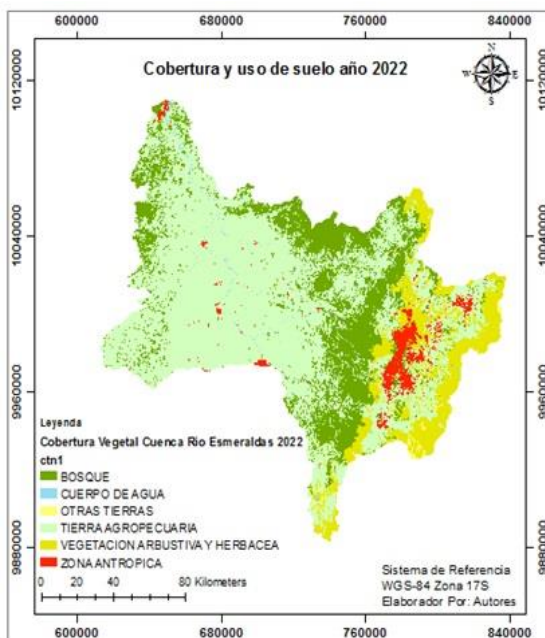 600000 680000 760000 840000
Cobertura y uso de suelo año 2022
N
W E
S
10120000 10120000
10040000 10040000
9960000 9960000
9880000 9880000
Leyenda
Cobertura Vegetal Cuenca Rio Esmeraldas 2022
ctn1
BOSQUE
CUERPO DE AGUA
OTRAS TIERRAS
TIERRA AGROPECUARIA
VEGETACION ARBUSTIVA Y HERBACEA
ZONA ANTROPICA
0 20 40 80 Kilometers
Sistema de Referencia
WGS-84 Zona 17S
Elaborador Por: Autores
600000 680000 760000 840000